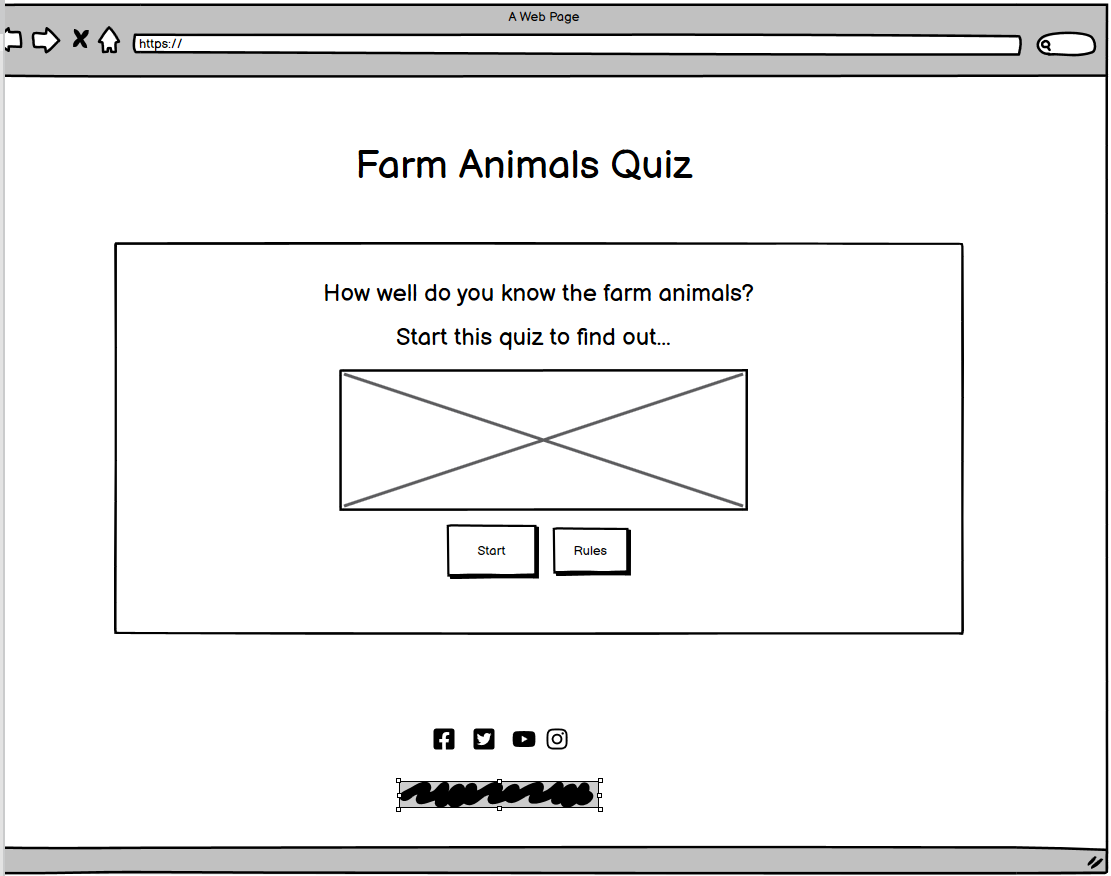 A Web Page
https://
Farm Animals Quiz
How well do you know the farm animals?
Start this quiz to find out...
Start
Rules